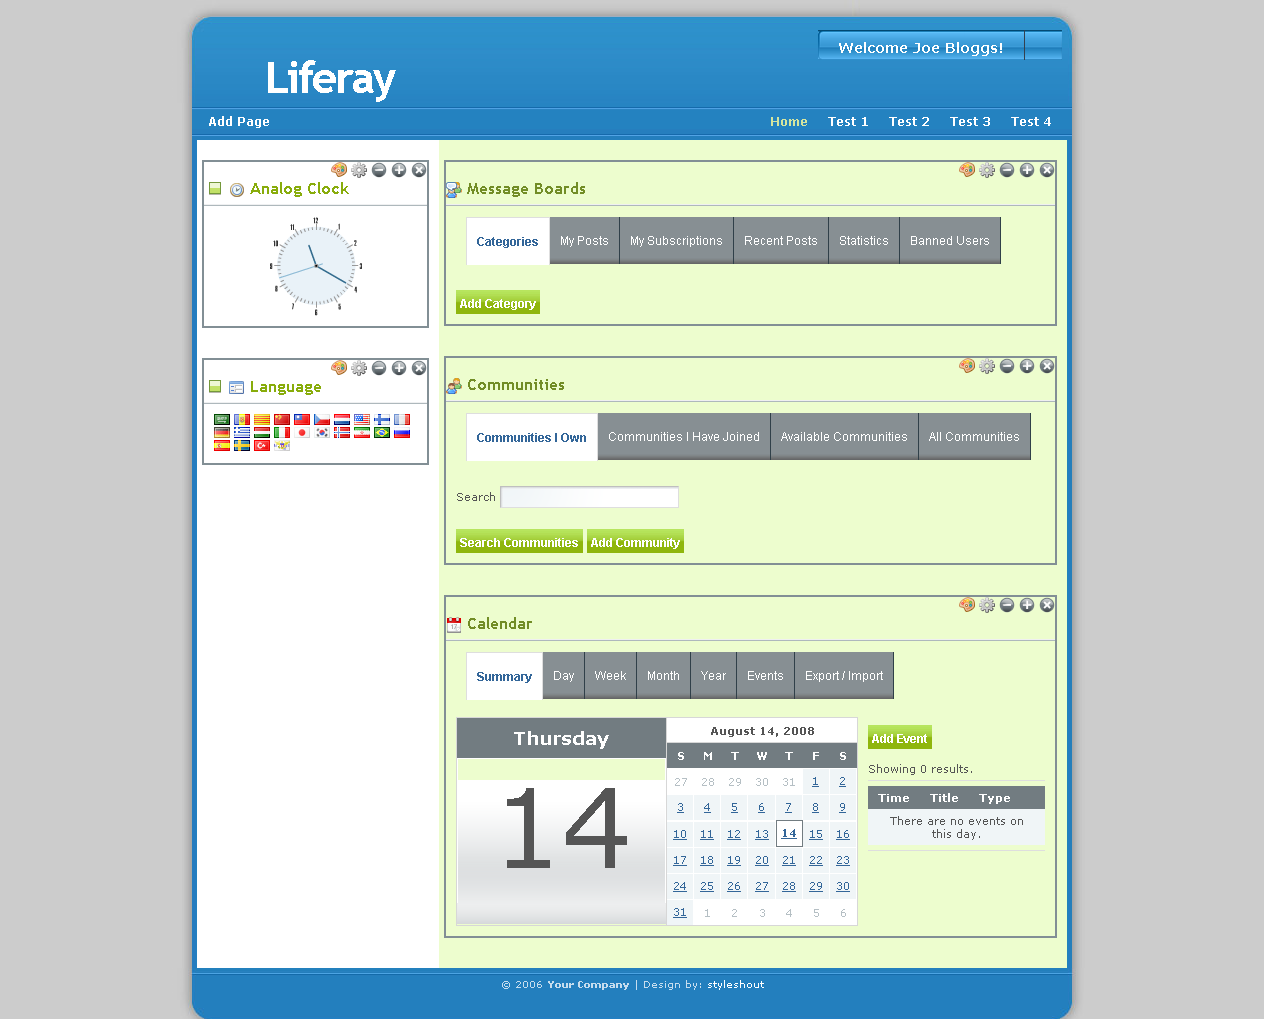 Welcome Joe Bloggs!
Liferay
Add Page
Home Test 1 Test 2 Test 3 Test 4
Analog Clock
12
1
2
3
4
5
6
7
8
9
10
11
Language
Message Boards
Categories My Posts My Subscriptions Recent Posts Statistics Banned Users
Add Category
Communities
Communities I Own Communities I Have Joined Available Communities All Communities
Search
Search Communities Add Community
Calendar
Summary Day Week Month Year Events Export / Import
Thursday
14
August 14, 2008
S M T W T F S
27 28 29 30 31 1 2
3 4 5 6 7 8 9
10 11 12 13 14 15 16
17 18 19 20 21 22 23
24 25 26 27 28 29 30
31 1 2 3 4 5 6
Add Event
Showing 0 results.
Time Title Type
There are no events on
this day.
© 2006 Your Company | Design by: styleshout